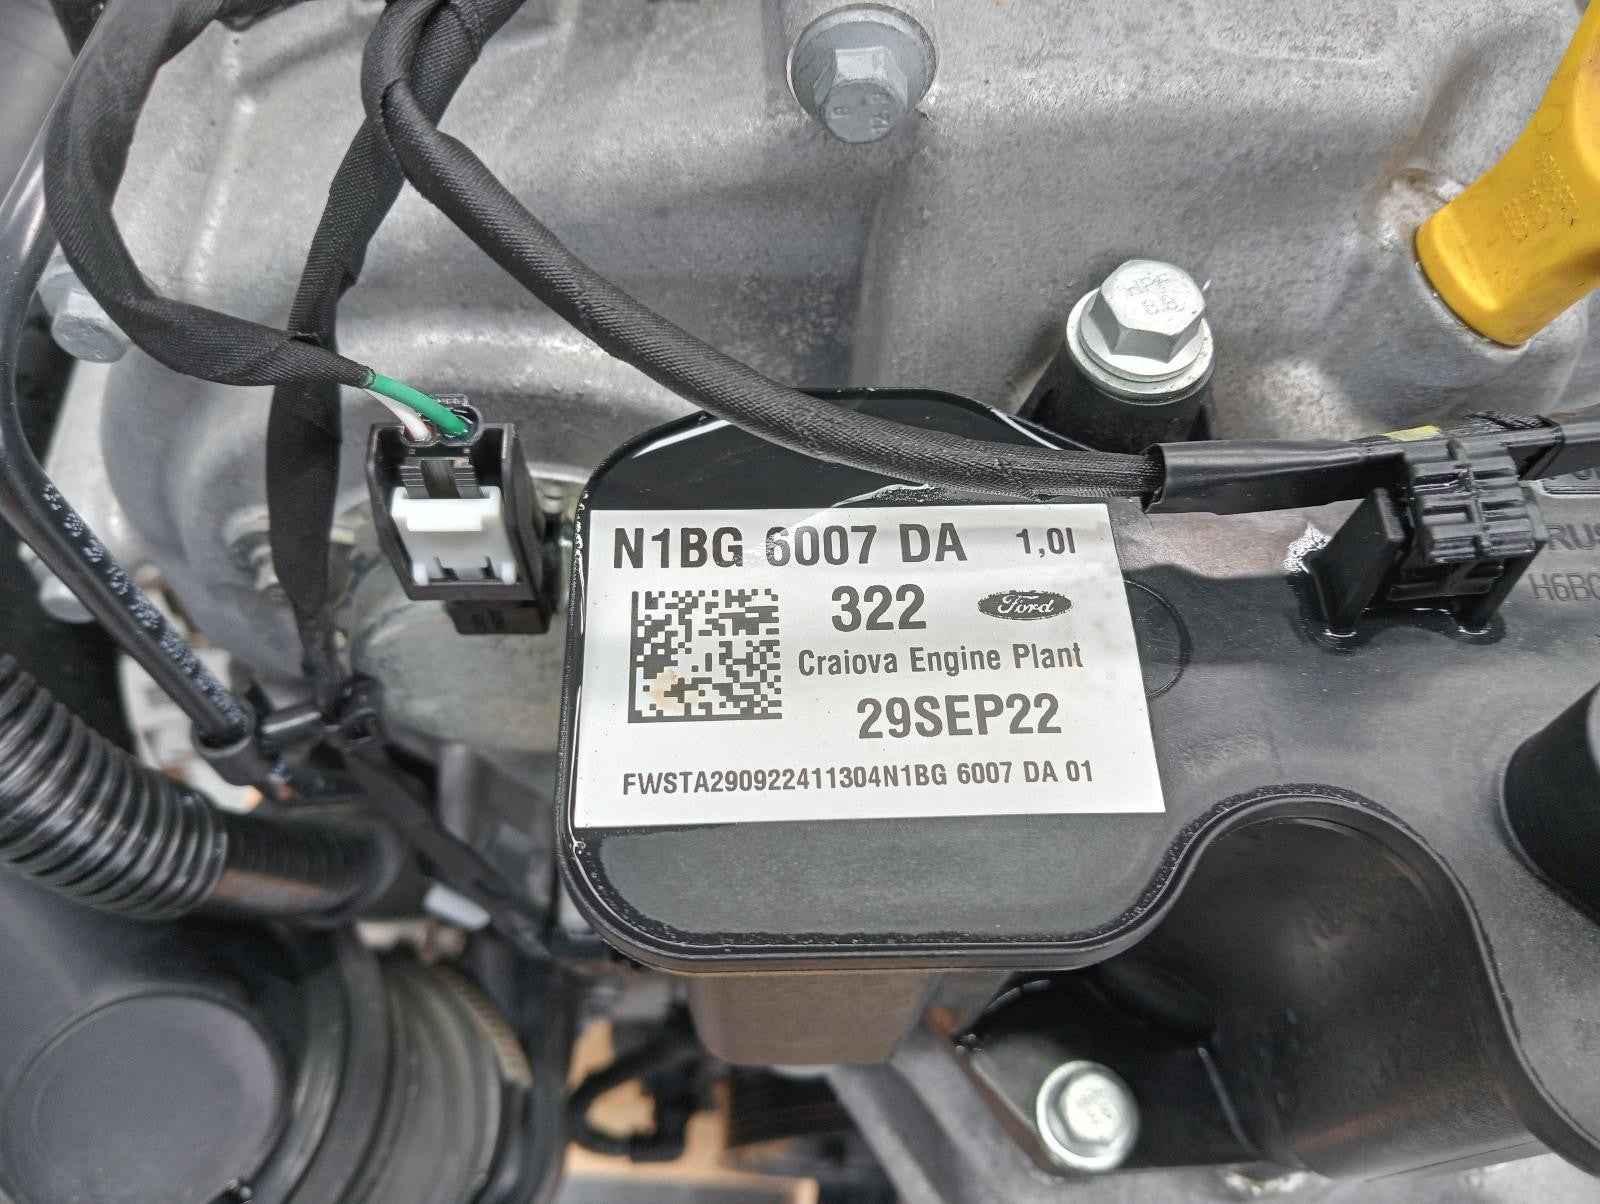 N1BG 6007 DA 1,0l
322 Ford
Craiova Engine Plant
29SEP22
FWSTA290922411304N1BG 6007 DA 01